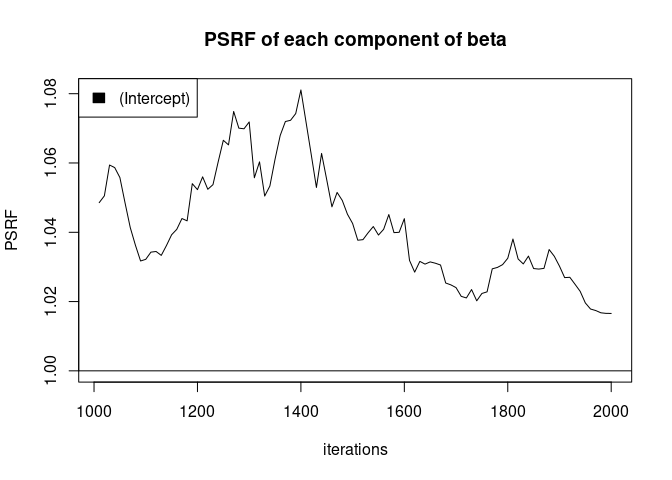 PSRF of each component of beta
(Intercept)
PSRF
1.08
1.06
1.04
1.02
1.00
1000 1200 1400 1600 1800 2000
iterations